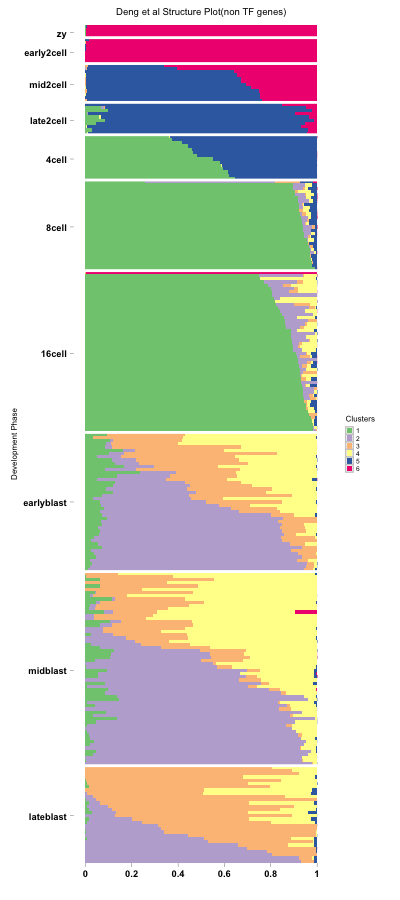 Deng et al Structure Plot(non TF genes)
zy
early2cell
mid2cell
late2cell
4cell
8cell
16cell
earlyblast
midblast
lateblast
Development Phase
0 0.2 0.4 0.6 0.8 1
Clusters
1
2
3
4
5
6